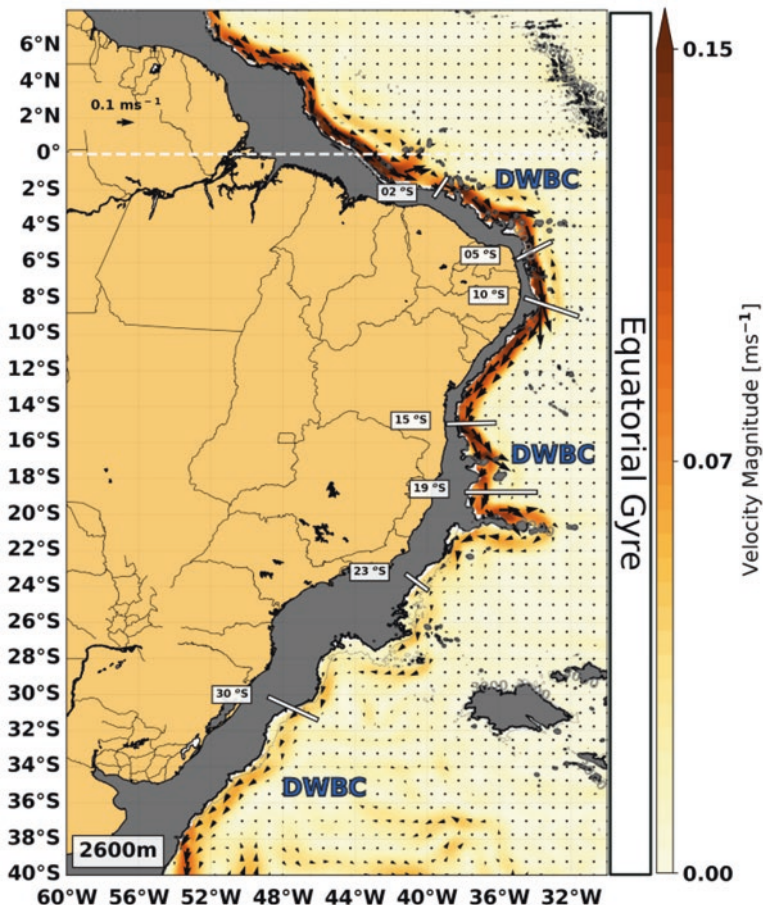 6°N
4°N
2°N
0°
2°S
4°S
6°S
8°S
10°S
12°S
14°S
16°S
18°S
20°S
22°S
24°S
26°S
28°S
30°S
32°S
34°S
36°S
38°S
40°S
0.1 ms⁻¹
02 °S
DWBC
05 °S
10 °S
15 °S
DWBC
19 °S
23 °S
30 °S
DWBC
2600m
60°W 56°W 52°W 48°W 44°W 40°W 36°W 32°W
Equatorial Gyre
0.15
0.07
0.00
Velocity Magnitude [ms⁻¹]